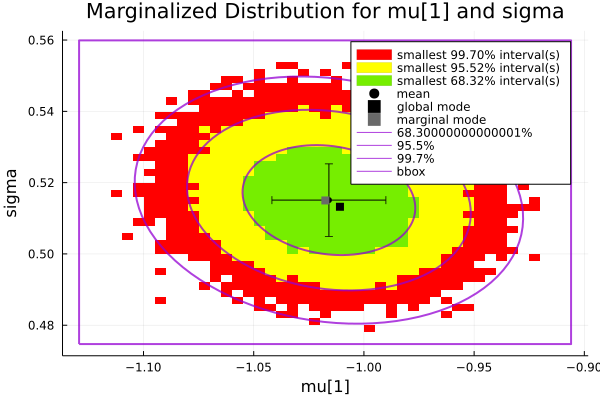 Marginalized Distribution for mu[1] and sigma
0.56
0.54
0.52
0.50
0.48
sigma
smallest 99.70% interval(s)
smallest 95.52% interval(s)
smallest 68.32% interval(s)
mean
global mode
marginal mode
68.30000000000001%
95.5%
99.7%
bbox
−1.10
−1.05
−1.00
−0.95
−0.90
mu[1]